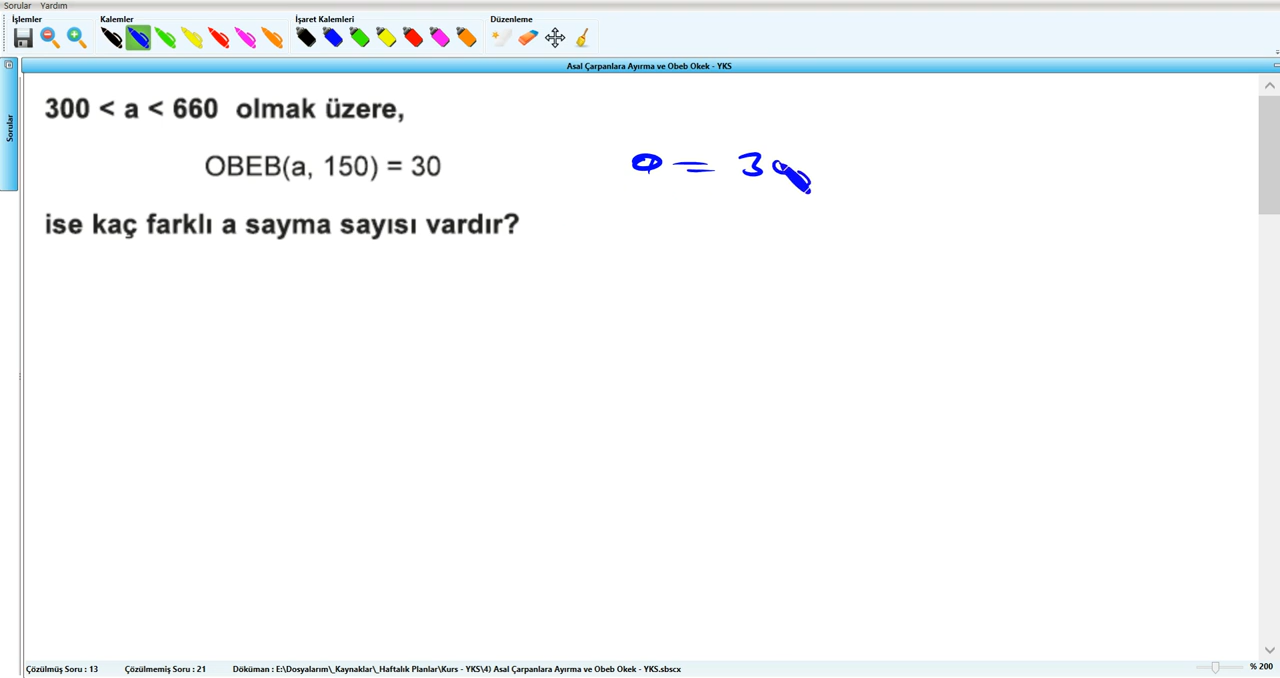 Sorular Yardım
İşlemler Kalemler İşaret Kalemleri Düzenleme
Asal Çarpanlara Ayırma ve Obeb Okek - YKS
Sorular
300 < a < 660 olmak üzere,
OBEB(a, 150) = 30
= 30
ise kaç farklı a sayma sayısı vardır?
Çözülmüş Soru : 13 Çözülmemiş Soru : 21 Döküman : E:\Dosyalarım\_Kaynaklar\_Haftalık Planlar\Kurs - YKS\4) Asal Çarpanlara Ayırma ve Obeb Okek - YKS.sbscx % 200